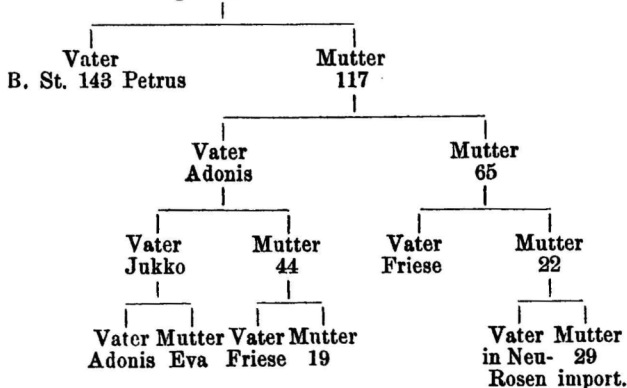 Vater Mutter
B. St. 143 Petrus 117
Vater Mutter
Adonis 65
Vater Mutter Vater Mutter
Jukko 44 Friese 22
Vater Mutter Vater Mutter Vater Mutter
Adonis Eva Friese 19 in Neu- 29
Rosen import.